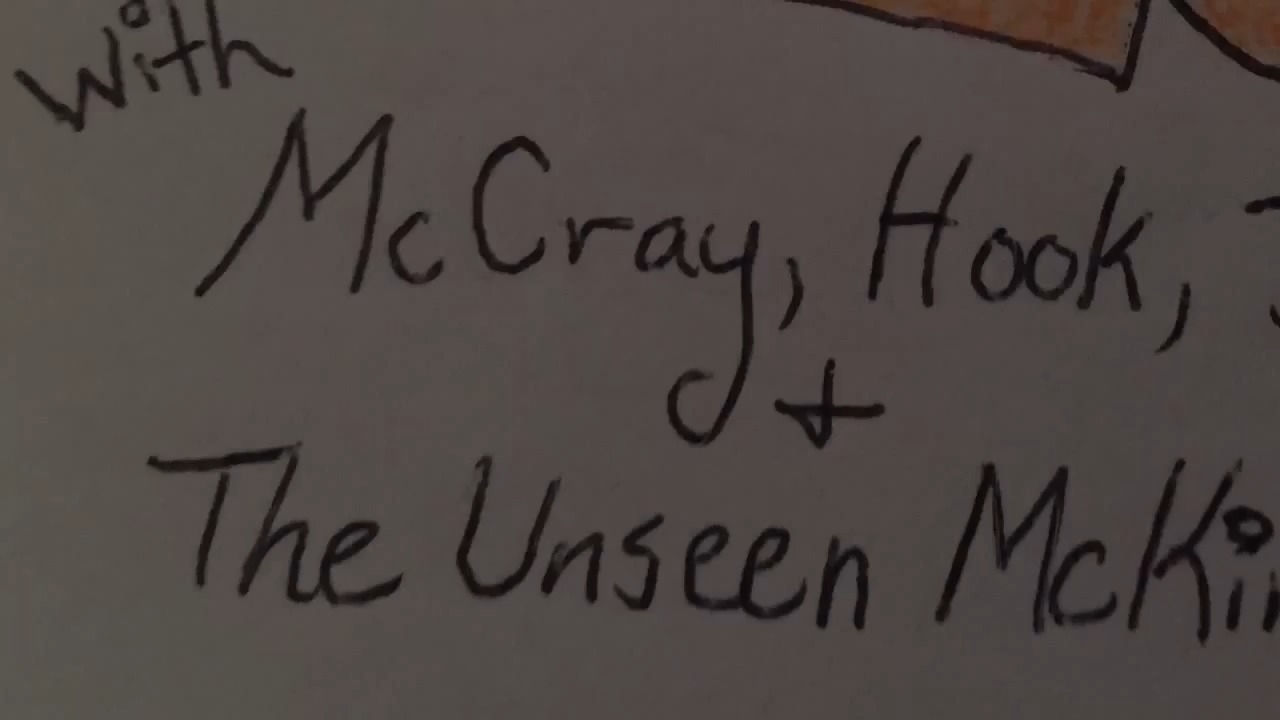 with
McCray, Hook,
+
The Unseen